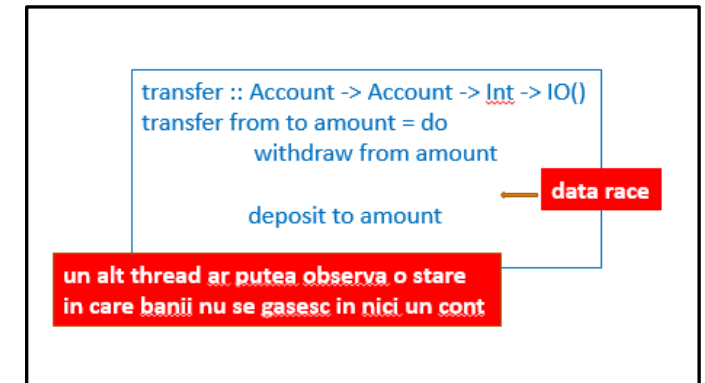 transfer :: Account -> Account -> Int -> IO()
transfer from to amount = do
withdraw from amount
data race
deposit to amount
un alt thread ar putea observa o stare
in care banii nu se gasesc in nici un cont